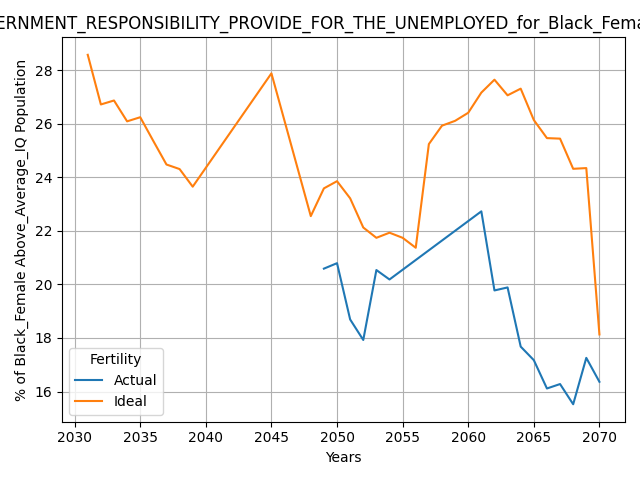 ERNMENT_RESPONSIBILITY_PROVIDE_FOR_THE_UNEMPLOYED_for_Black_Fema
% of Black_Female Above_Average_IQ Population
28
26
24
22
20
18
16
Fertility
Actual
Ideal
2030 2035 2040 2045 2050 2055 2060 2065 2070
Years